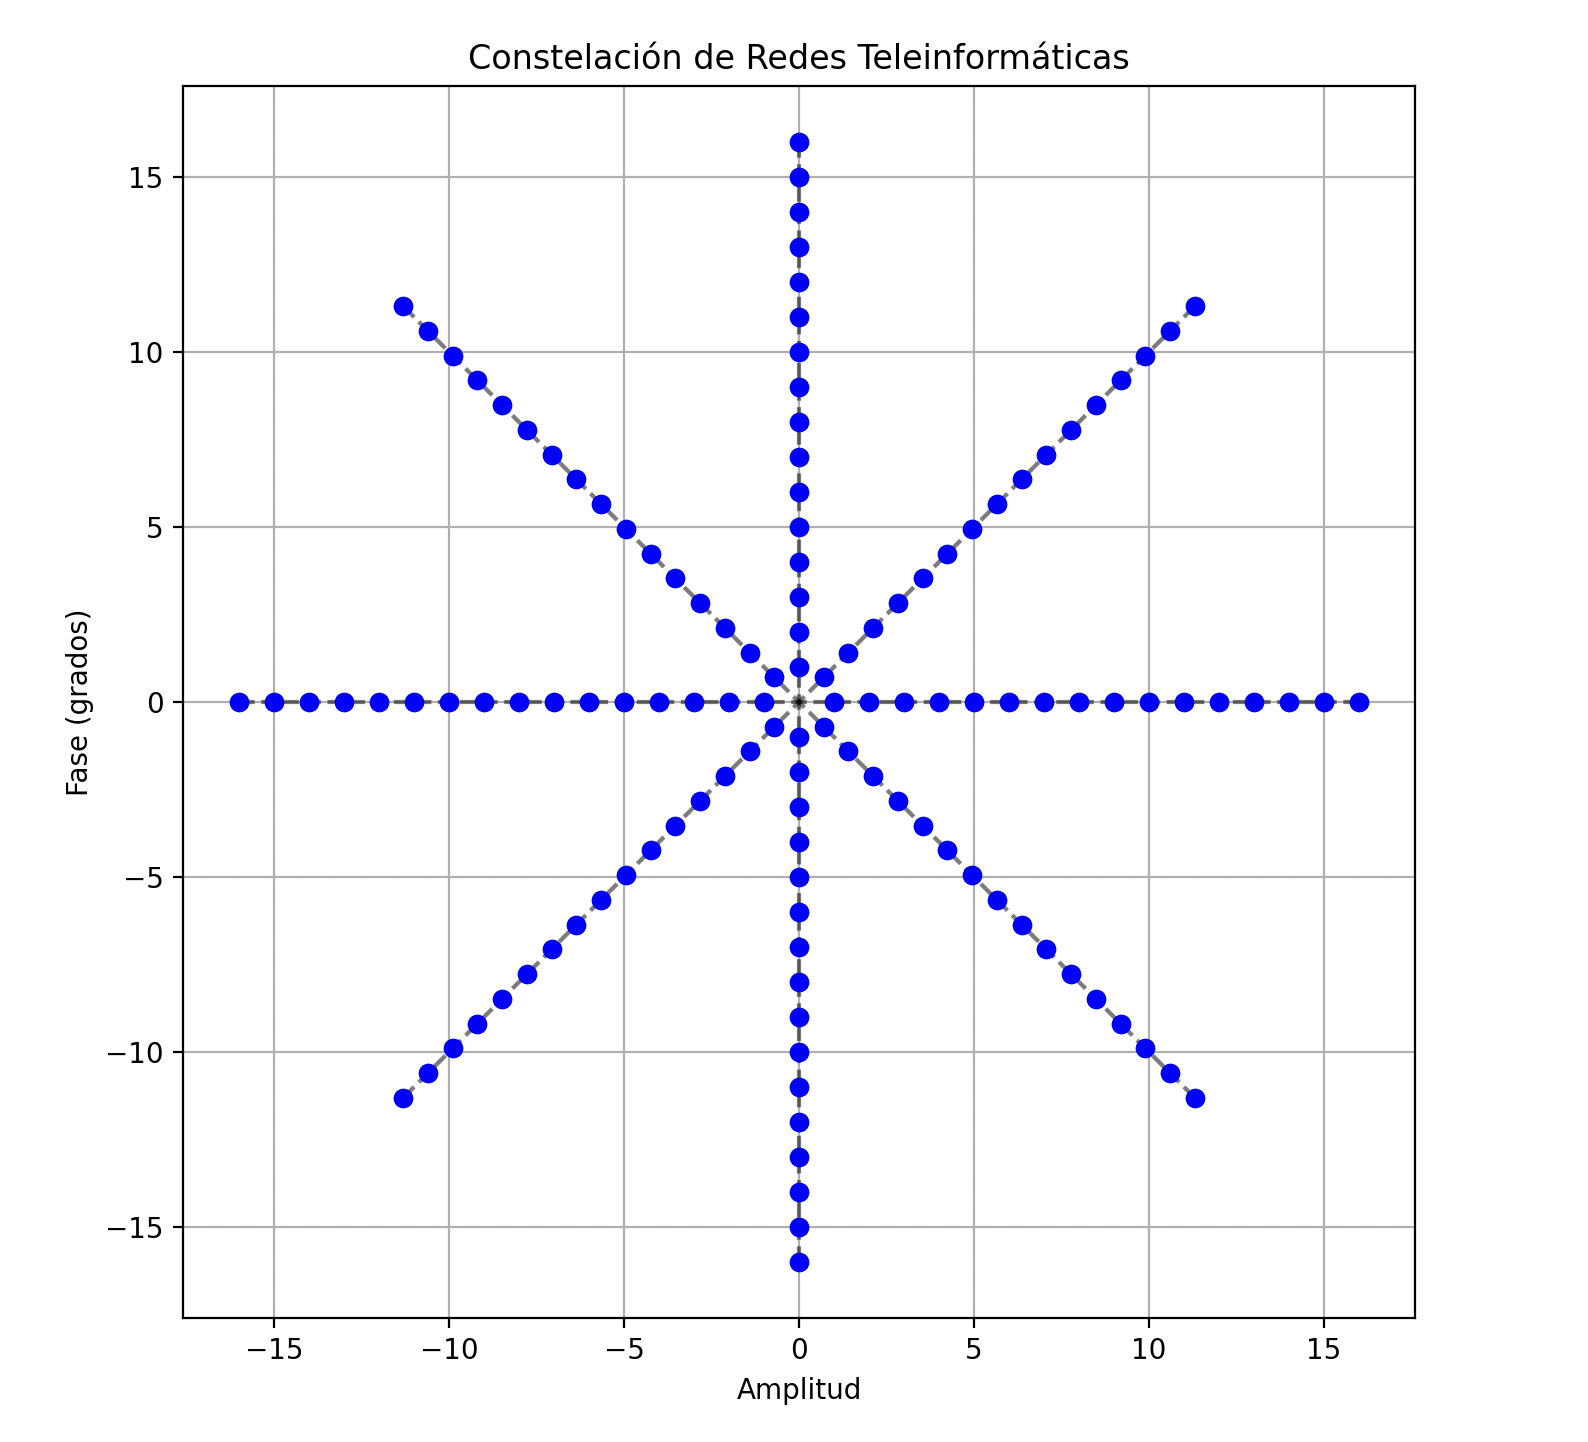 Constelación de Redes Teleinformáticas
15
10
5
0
−5
−10
−15
Fase (grados)
−15 −10 −5 0 5 10 15
Amplitud